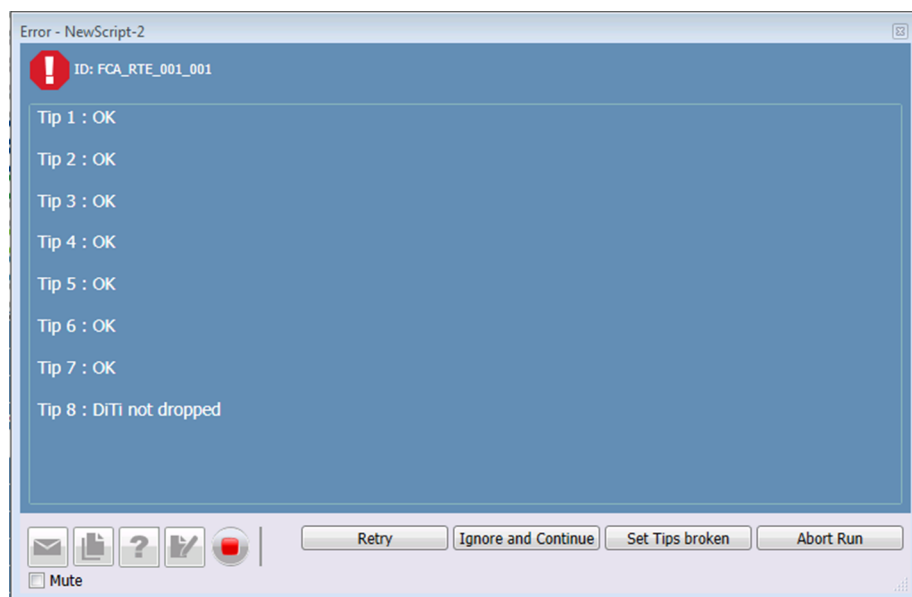 Error - NewScript-2
ID: FCA_RTE_001_001
Tip 1 : OK
Tip 2 : OK
Tip 3 : OK
Tip 4 : OK
Tip 5 : OK
Tip 6 : OK
Tip 7 : OK
Tip 8 : DiTi not dropped
Retry Ignore and Continue Set Tips broken Abort Run
Mute